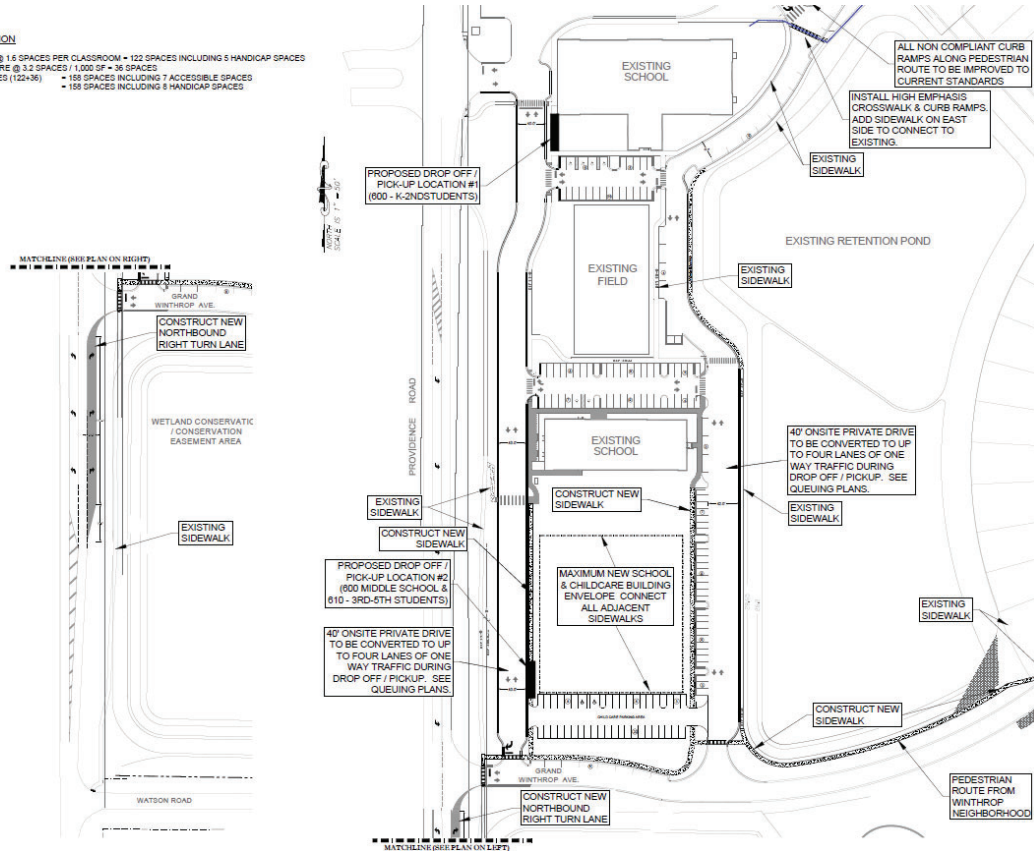 ION
@ 1.6 SPACES PER CLASSROOM = 122 SPACES INCLUDING 5 HANDICAP SPACES
RE @ 3.2 SPACES / 1,000 SF = 36 SPACES
ES (122+36) = 158 SPACES INCLUDING 7 ACCESSIBLE SPACES
= 158 SPACES INCLUDING 8 HANDICAP SPACES
EXISTING
SCHOOL
ALL NON COMPLIANT CURB
RAMPS ALONG PEDESTRIAN
ROUTE TO BE IMPROVED TO
CURRENT STANDARDS
INSTALL HIGH EMPHASIS
CROSSWALK & CURB RAMPS.
ADD SIDEWALK ON EAST
SIDE TO CONNECT TO
EXISTING.
EXISTING
SIDEWALK
NORTH
SCALE IS 1" = 50'
PROPOSED DROP OFF /
PICK-UP LOCATION #1
(600 - K-2NDSTUDENTS)
EXISTING RETENTION POND
EXISTING
FIELD
EXISTING
SIDEWALK
MATCHLINE (SEE PLAN ON RIGHT)
GRAND
WINTHROP AVE.
CONSTRUCT NEW
NORTHBOUND
RIGHT TURN LANE
WETLAND CONSERVATIC
/ CONSERVATION
EASEMENT AREA
EXISTING
SIDEWALK
WATSON ROAD
PROVIDENCE ROAD
EXISTING
SCHOOL
40' ONSITE PRIVATE DRIVE
TO BE CONVERTED TO UP
TO FOUR LANES OF ONE
WAY TRAFFIC DURING
DROP OFF / PICKUP. SEE
QUEUING PLANS.
EXISTING
SIDEWALK
EXISTING
SIDEWALK
CONSTRUCT NEW
SIDEWALK
CONSTRUCT NEW
SIDEWALK
PROPOSED DROP OFF /
PICK-UP LOCATION #2
(600 MIDDLE SCHOOL &
610 - 3RD-5TH STUDENTS)
MAXIMUM NEW SCHOOL
& CHILDCARE BUILDING
ENVELOPE CONNECT
ALL ADJACENT
SIDEWALKS
40' ONSITE PRIVATE DRIVE
TO BE CONVERTED TO UP
TO FOUR LANES OF ONE
WAY TRAFFIC DURING
DROP OFF / PICKUP. SEE
QUEUING PLANS.
EXISTING
SIDEWALK
CHILD CARE PARKING AREA
CONSTRUCT NEW
SIDEWALK
GRAND
WINTHROP AVE.
CONSTRUCT NEW
NORTHBOUND
RIGHT TURN LANE
PEDESTRIAN
ROUTE FROM
WINTHROP
NEIGHBORHOOD
MATCHLINE (SEE PLAN ON LEFT)